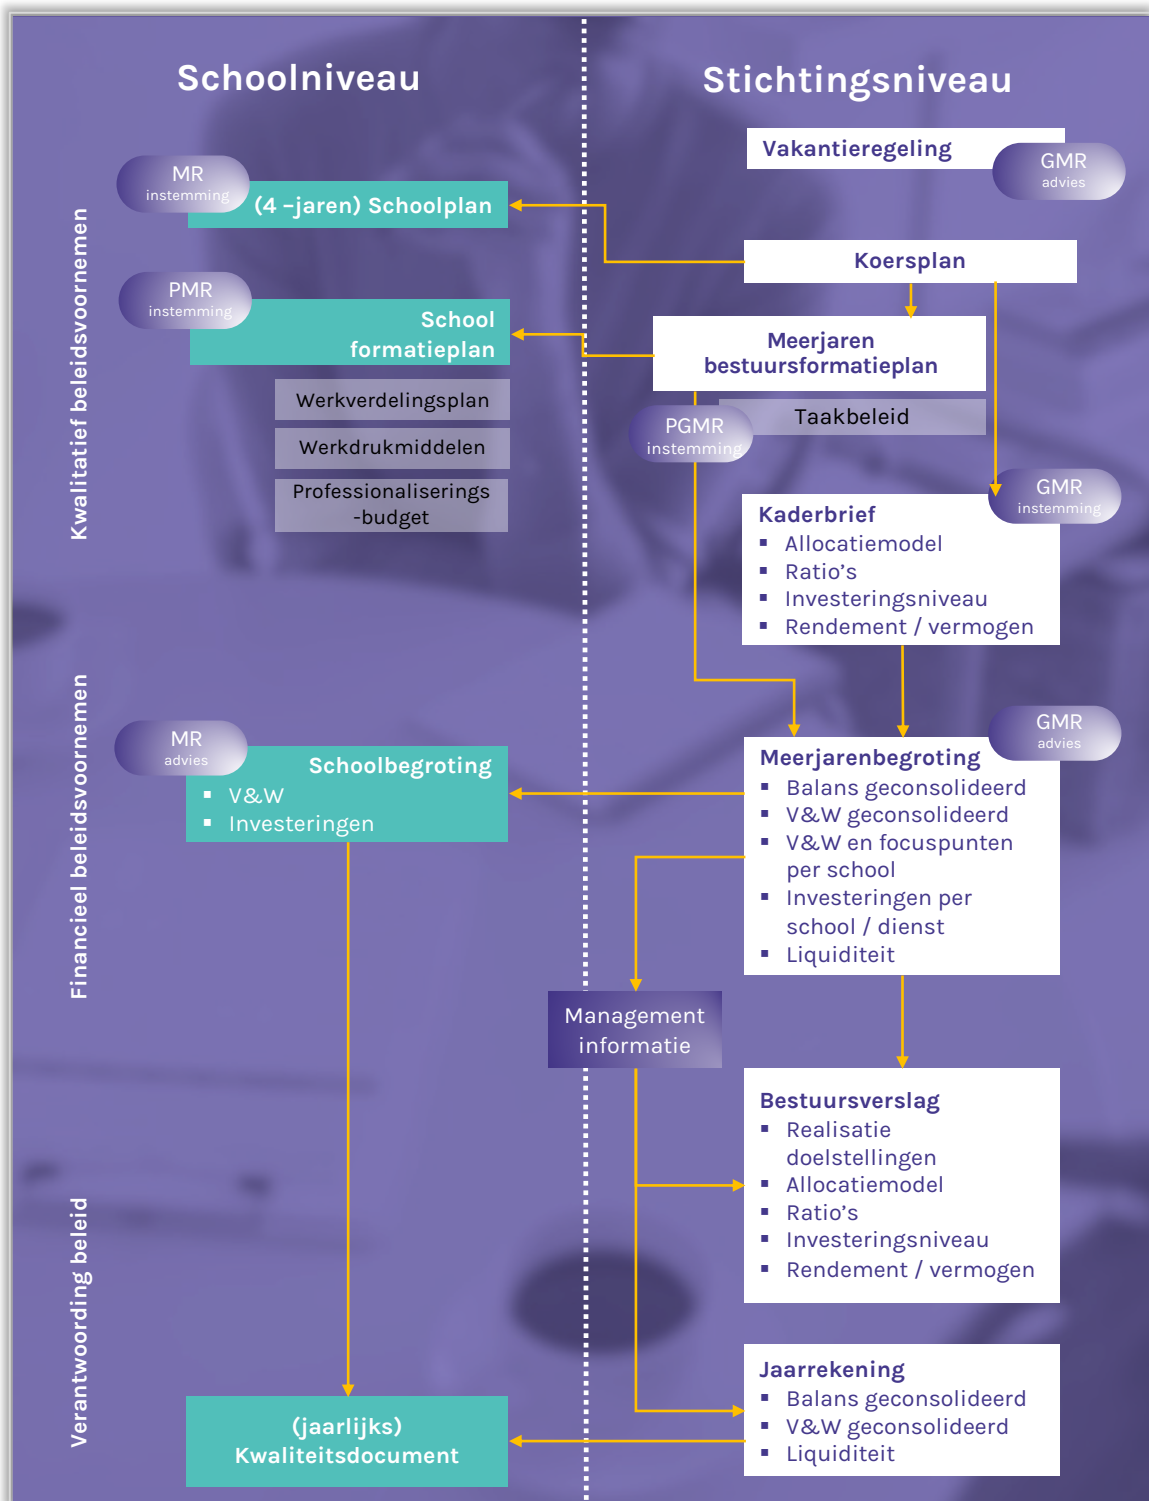 Schoolniveau
Stichtingsniveau
Kwalitatief beleidsvoornemen
Financieel beleidsvoornemen
Verantwoording beleid
MR
instemming
(4 –jaren) Schoolplan
PMR
instemming
School
formatieplan
Werkverdelingsplan
Werkdrukmiddelen
Professionaliserings
-budget
MR
advies
Schoolbegroting
▪ V&W
▪ Investeringen
(jaarlijks)
Kwaliteitsdocument
Vakantieregeling
GMR
advies
Koersplan
Meerjaren
bestuursformatieplan
PGMR
instemming
Taakbeleid
GMR
instemming
Kaderbrief
▪ Allocatiemodel
▪ Ratio’s
▪ Investeringsniveau
▪ Rendement / vermogen
GMR
advies
Meerjarenbegroting
▪ Balans geconsolideerd
▪ V&W geconsolideerd
▪ V&W en focuspunten
per school
▪ Investeringen per
school / dienst
▪ Liquiditeit
Management
informatie
Bestuursverslag
▪ Realisatie
doelstellingen
▪ Allocatiemodel
▪ Ratio’s
▪ Investeringsniveau
▪ Rendement / vermogen
Jaarrekening
▪ Balans geconsolideerd
▪ V&W geconsolideerd
▪ Liquiditeit